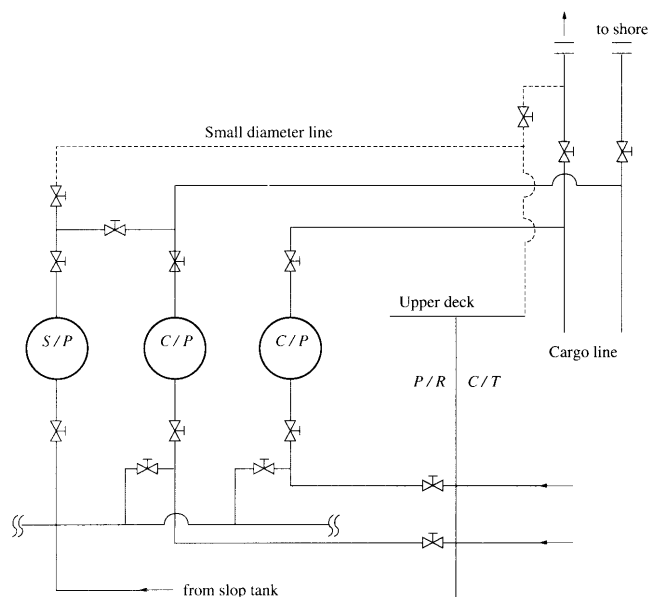 to shore
Small diameter line
Upper deck
S / P
C / P
C / P
Cargo line
P / R
C / T
from slop tank